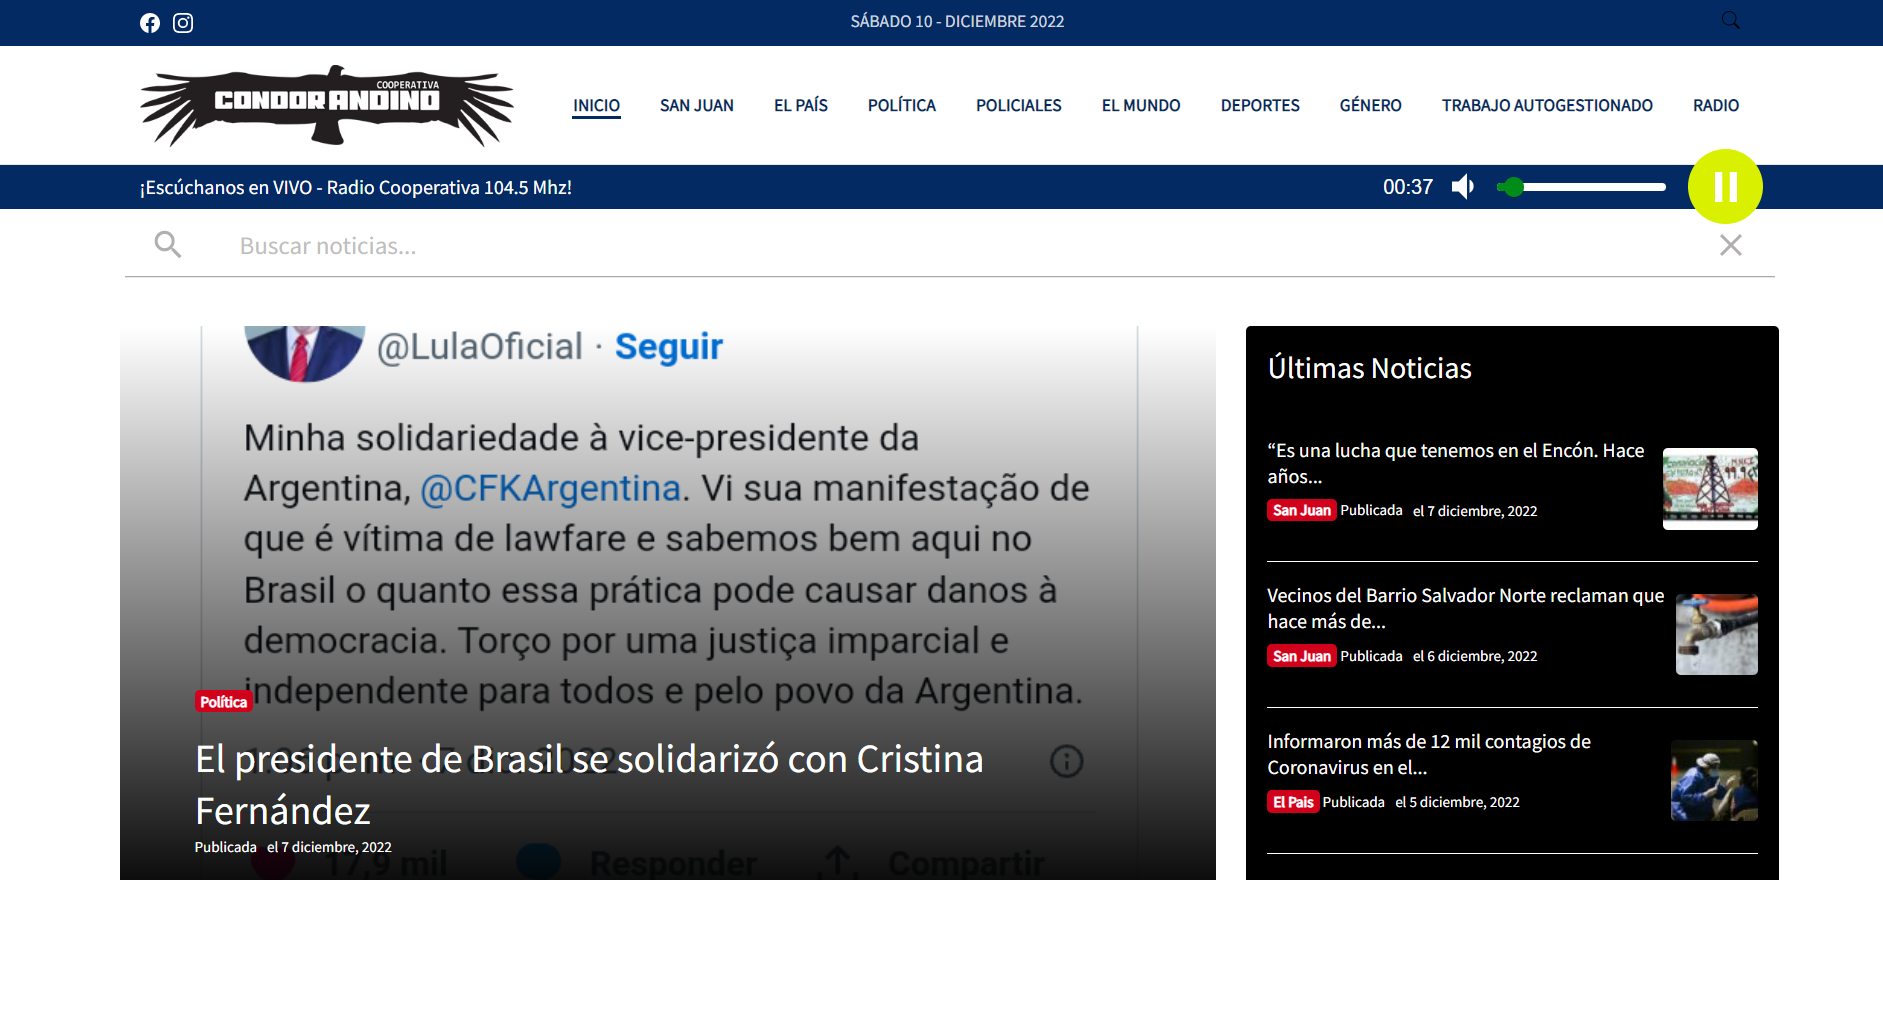 SÁBADO 10 - DICIEMBRE 2022
COOPERATIVA
CONDOR ANDINO
INICIO
SAN JUAN
EL PAÍS
POLÍTICA
POLICIALES
EL MUNDO
DEPORTES
GÉNERO
TRABAJO AUTOGESTIONADO
RADIO
¡Escúchanos en VIVO - Radio Cooperativa 104.5 Mhz!
00:37
Buscar noticias...
@LulaOficial · Seguir
Minha solidariedade à vice-presidente da
Argentina, @CFKArgentina. Vi sua manifestação de
que é vítima de lawfare e sabemos bem aqui no
Brasil o quanto essa prática pode causar danos à
democracia. Torço por uma justiça imparcial e
independente para todos e pelo povo da Argentina.
Política
El presidente de Brasil se solidarizó con Cristina
Fernández
Publicada el 7 diciembre, 2022
17,9 mil Responder Compartir
Últimas Noticias
“Es una lucha que tenemos en el Encón. Hace
años...
San Juan Publicada el 7 diciembre, 2022
Vecinos del Barrio Salvador Norte reclaman que
hace más de...
San Juan Publicada el 6 diciembre, 2022
Informaron más de 12 mil contagios de
Coronavirus en el...
El Pais Publicada el 5 diciembre, 2022